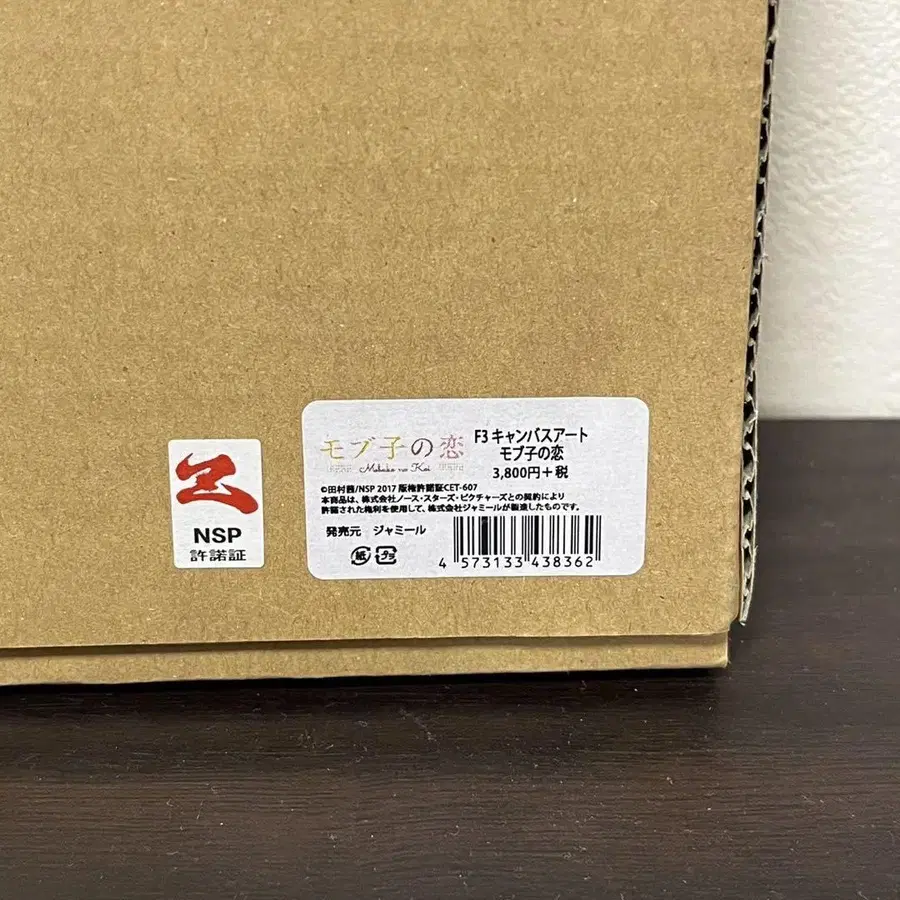 NSP
許諾証
モブ子の恋
Mobuko no Koi
F3 キャンバスアート
モブ子の恋
3,800円+税
©田村茜/NSP 2017 版権許諾証CET-607
本商品は、株式会社ノース・スターズ・ピクチャーズとの契約により
許諾された権利を使用して、株式会社ジャミールが製造したものです。
発売元 ジャミール
紙 プラ
4 573133 438362